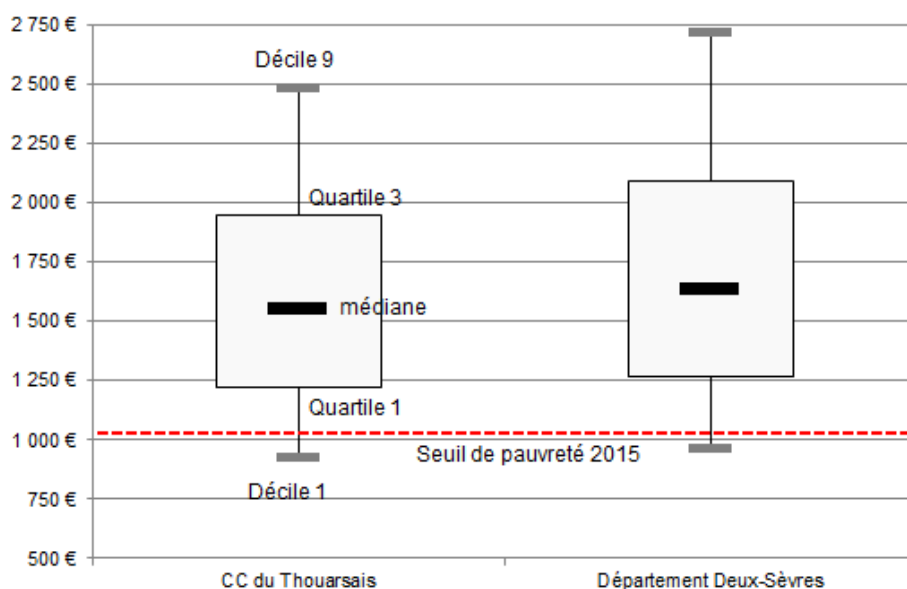 2 750 €
Décile 9
2 500 €
2 250 €
2 000 €
Quartile 3
1 750 €
1 500 €
médiane
1 250 €
Quartile 1
1 000 €
Seuil de pauvreté 2015
750 €
Décile 1
500 €
CC du Thouarsais
Département Deux-Sèvres